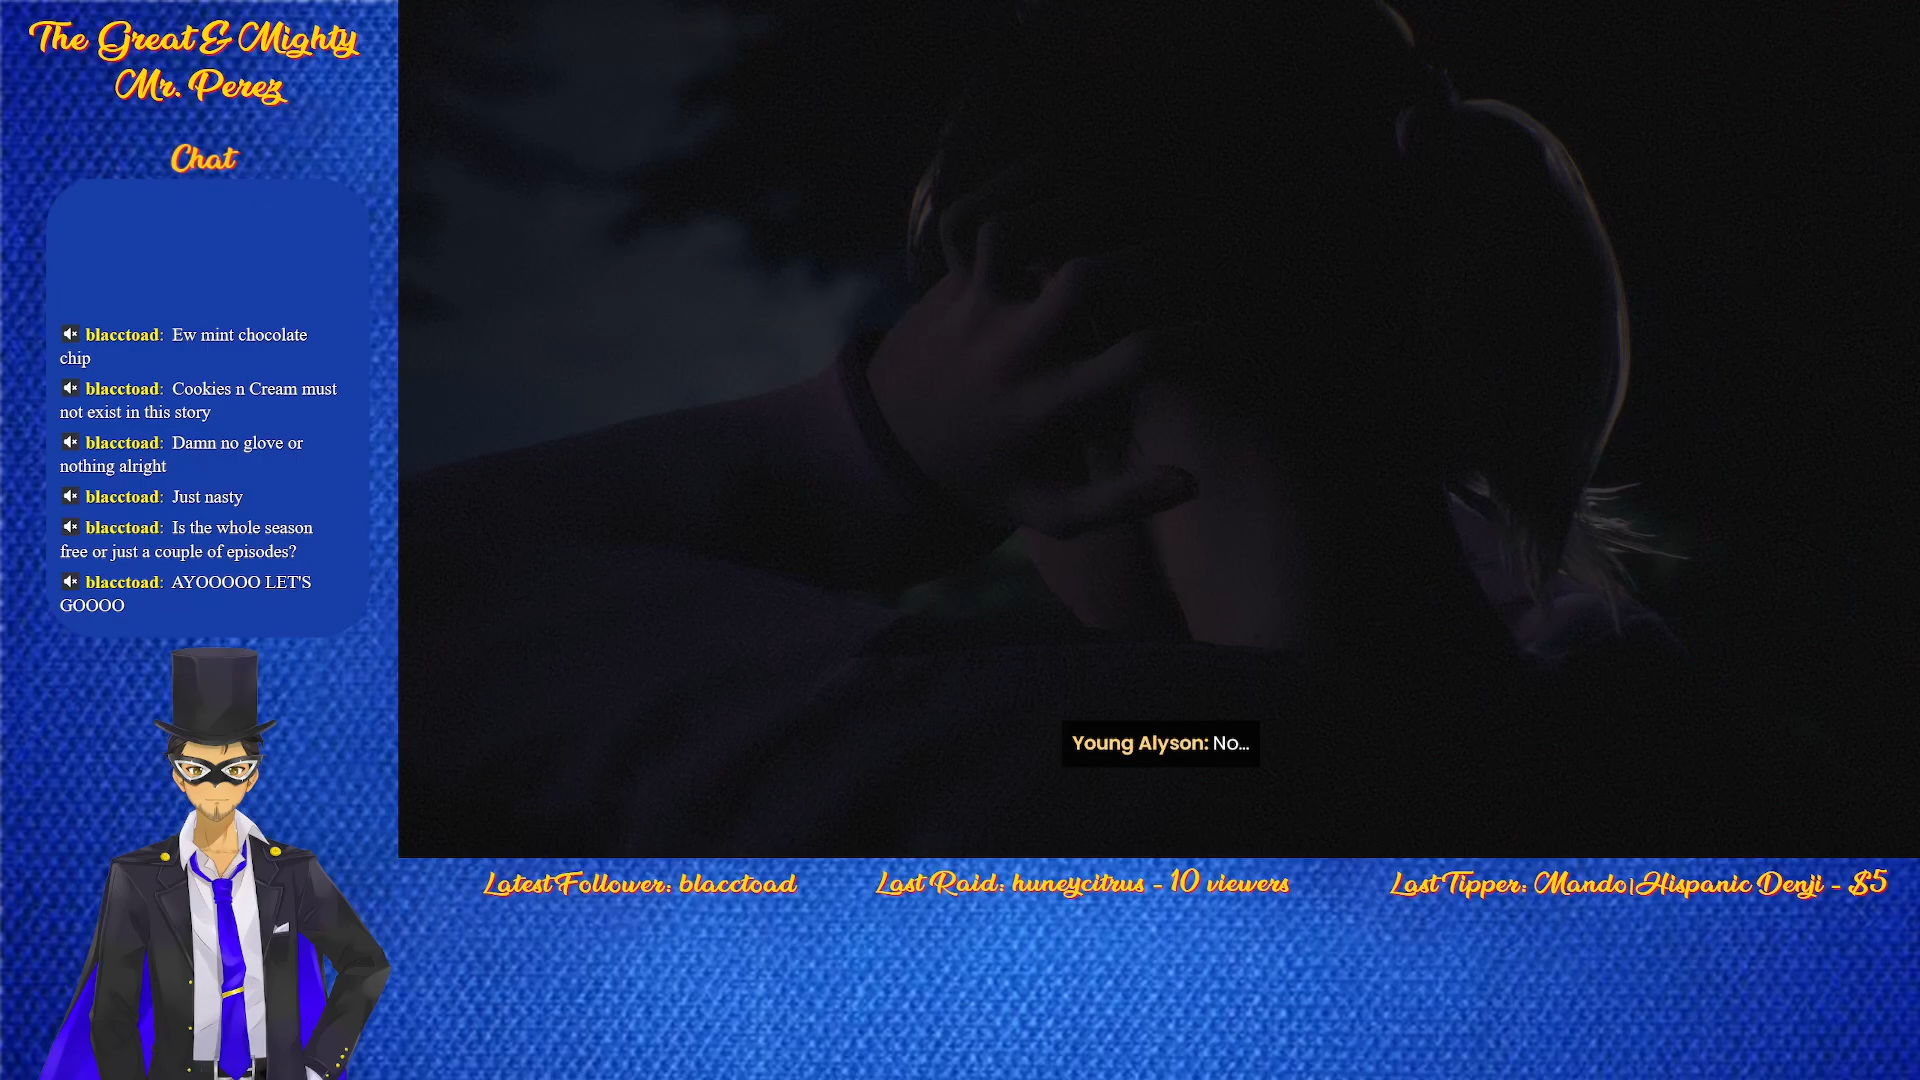 The Great & Mighty
Mr. Perez
Chat
blacctoad: Ew mint chocolate
chip
blacctoad: Cookies n Cream must
not exist in this story
blacctoad: Damn no glove or
nothing alright
blacctoad: Just nasty
blacctoad: Is the whole season
free or just a couple of episodes?
blacctoad: AYOOOOO LET'S
GOOOO
Young Alyson: No...
Latest Follower: blacctoad
Last Raid: huneycitrus - 10 viewers
Last Tipper: Mando|Hispanic Denji - $5